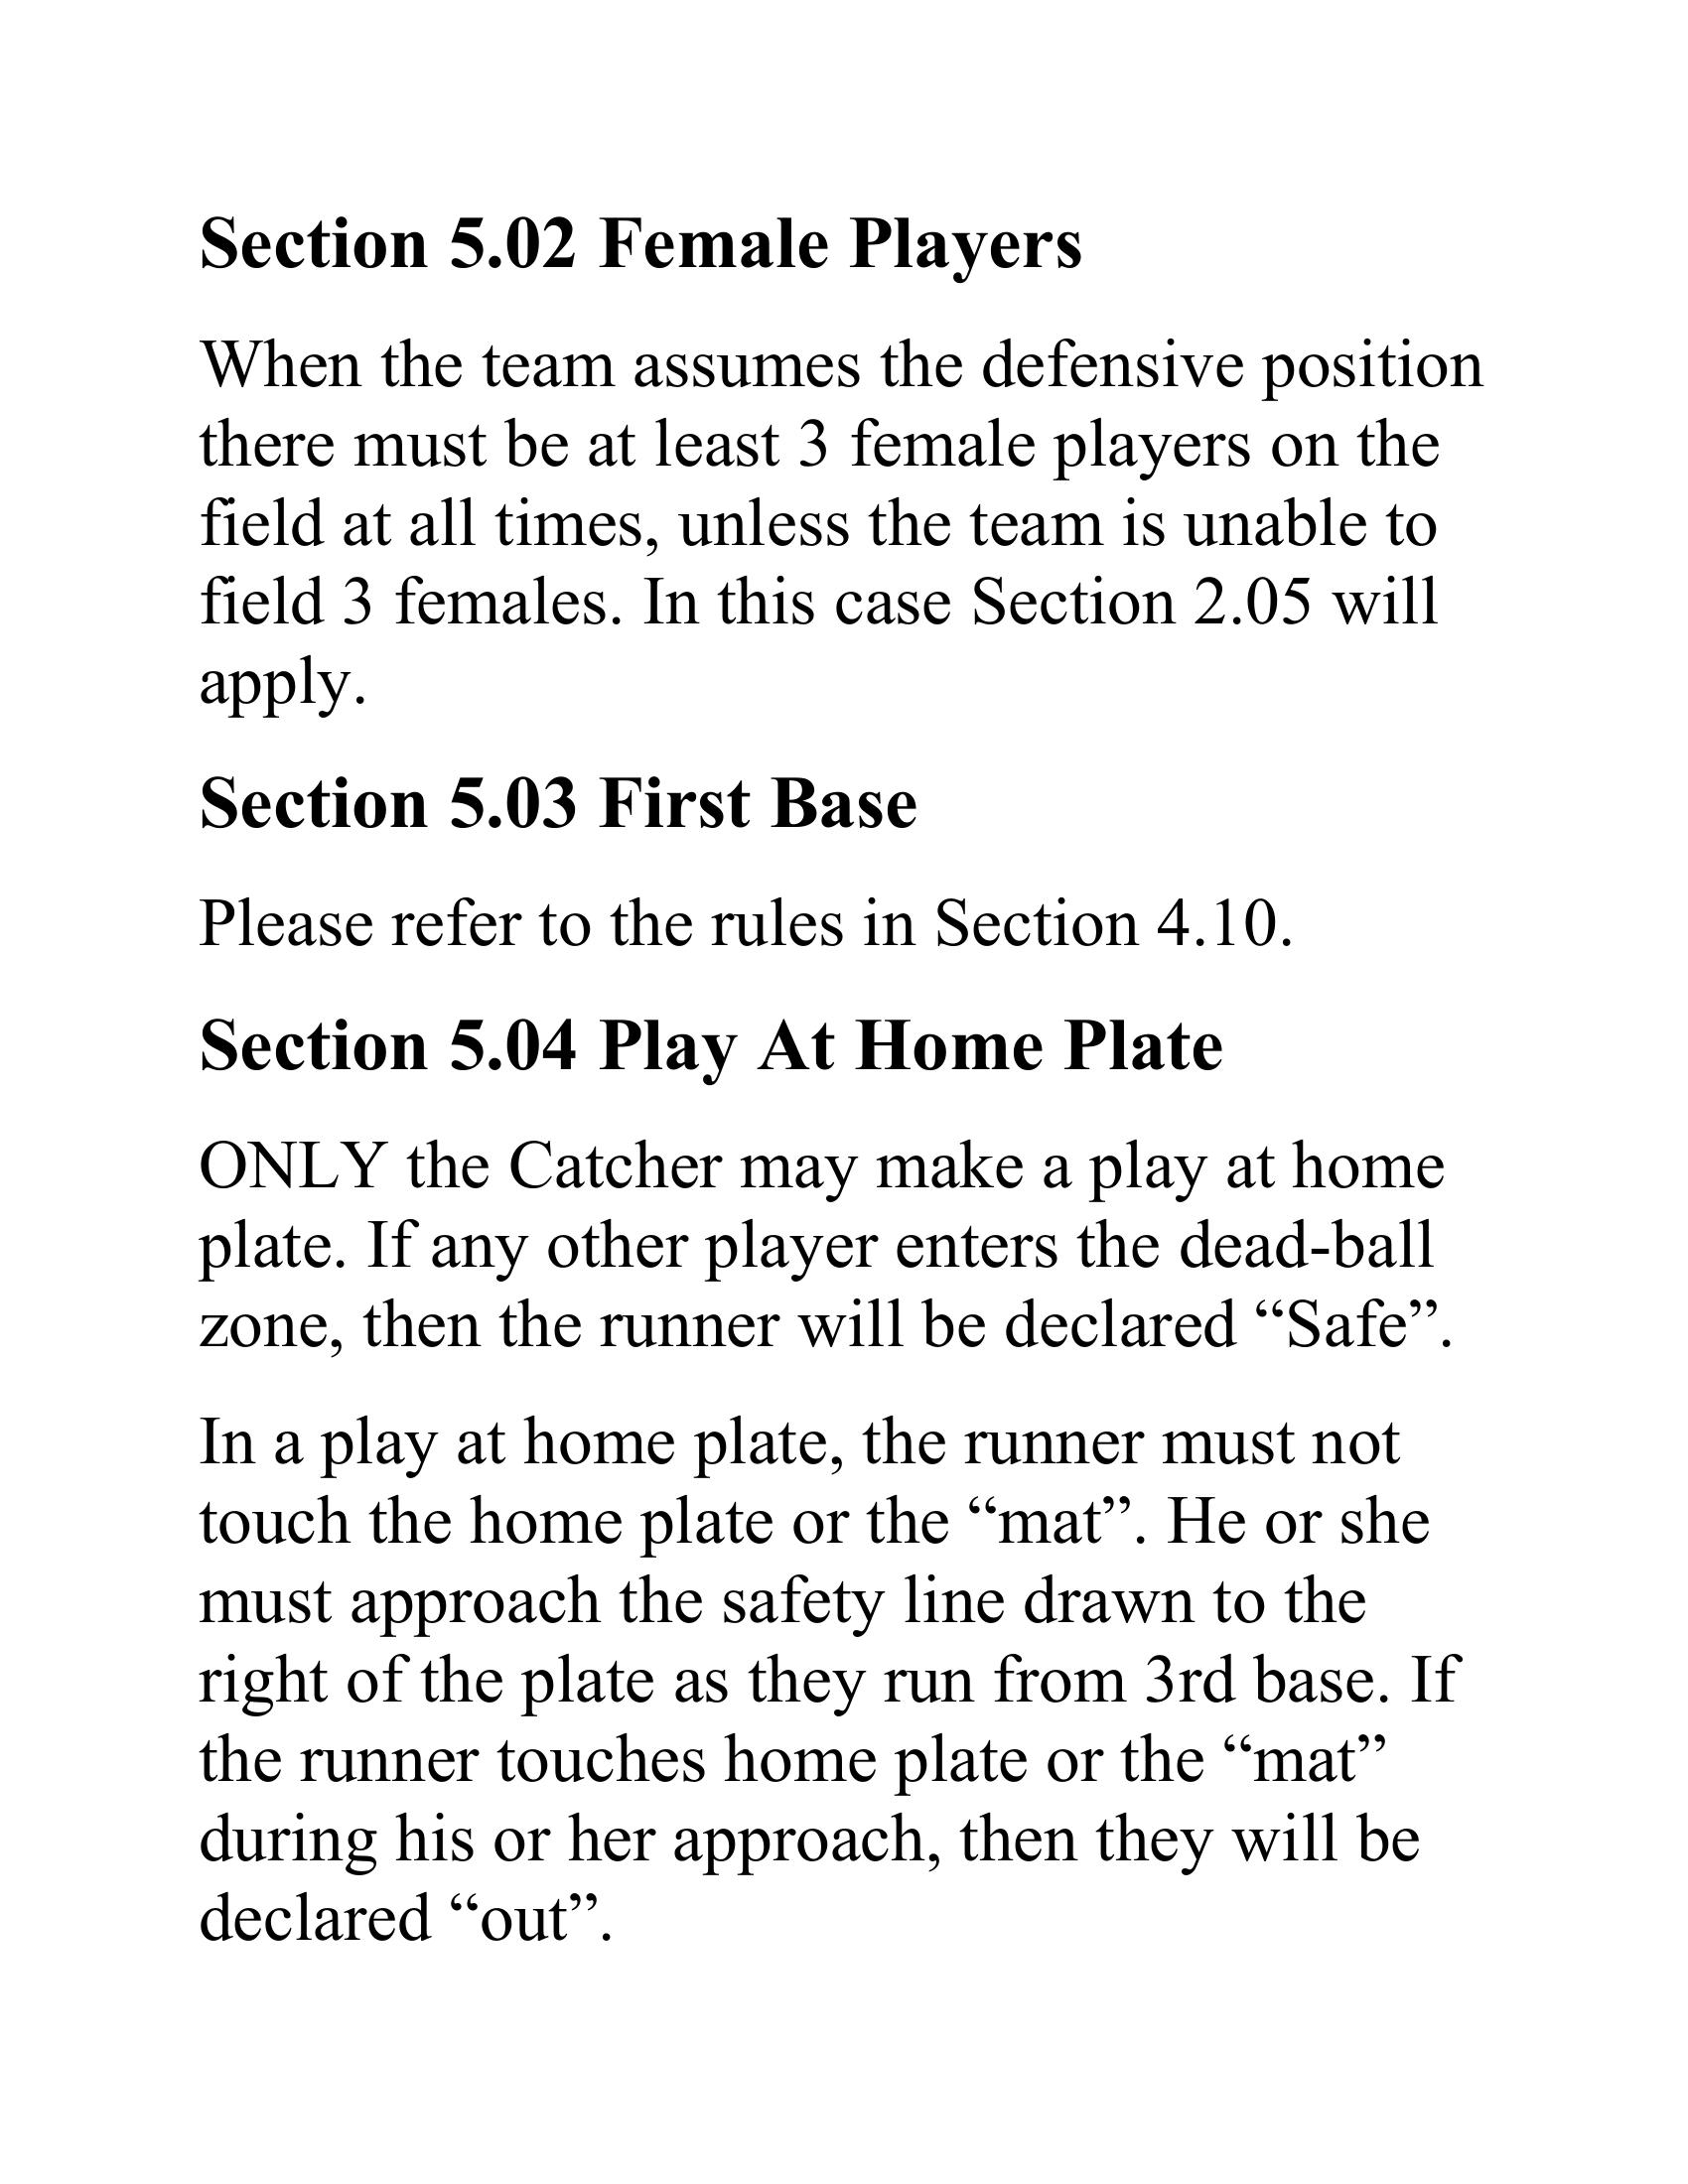 Section 5.02 Female Players
When the team assumes the defensive position
there must be at least 3 female players on the
field at all times, unless the team is unable to
field 3 females. In this case Section 2.05 will
apply.
Section 5.03 First Base
Please refer to the rules in Section 4.10.
Section 5.04 Play At Home Plate
ONLY the Catcher may make a play at home
plate. If any other player enters the dead-ball
zone, then the runner will be declared “Safe”.
In a play at home plate, the runner must not
touch the home plate or the “mat”. He or she
must approach the safety line drawn to the
right of the plate as they run from 3rd base. If
the runner touches home plate or the “mat”
during his or her approach, then they will be
declared “out”.